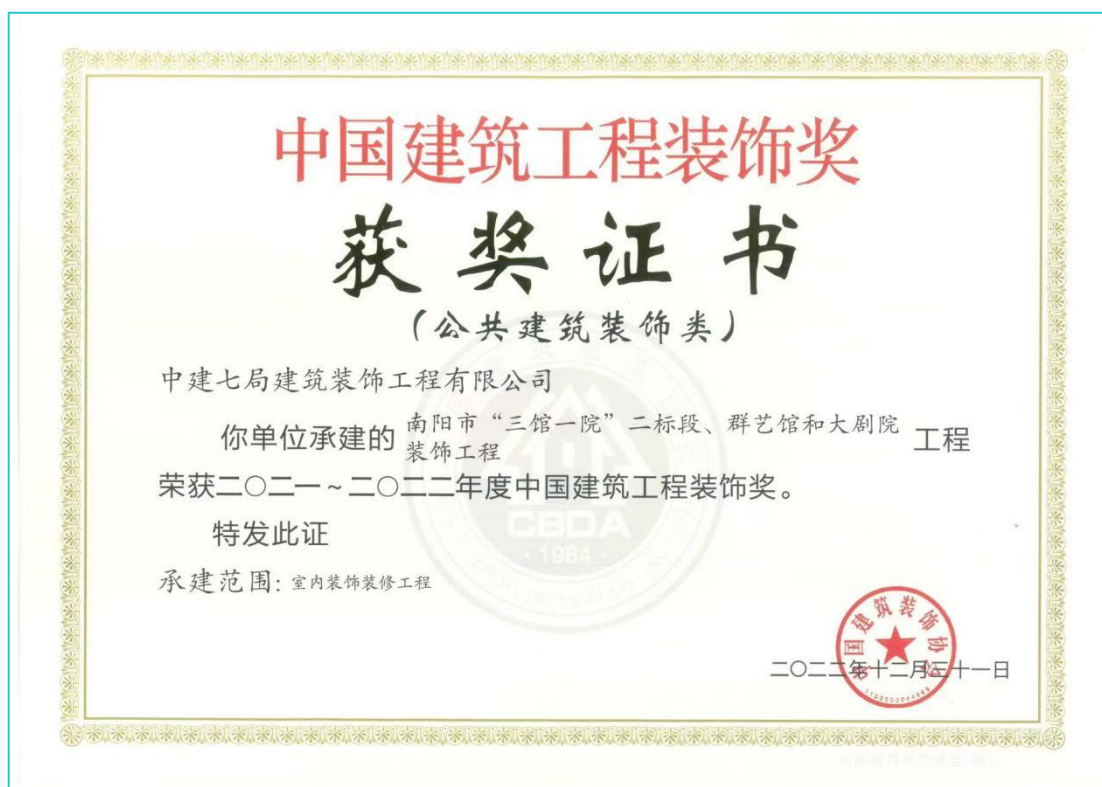 中国建筑工程装饰奖
获奖证书
(公共建筑装饰类)
中建七局建筑装饰工程有限公司
你单位承建的 南阳市“三馆一院”二标段、群艺馆和大剧院
装饰工程 工程
荣获二〇二一~二〇二二年度中国建筑工程装饰奖。
特发此证
承建范围: 室内装饰装修工程
CBDA
·1984·
中国建筑装饰协会
二〇二二年十二月三十一日